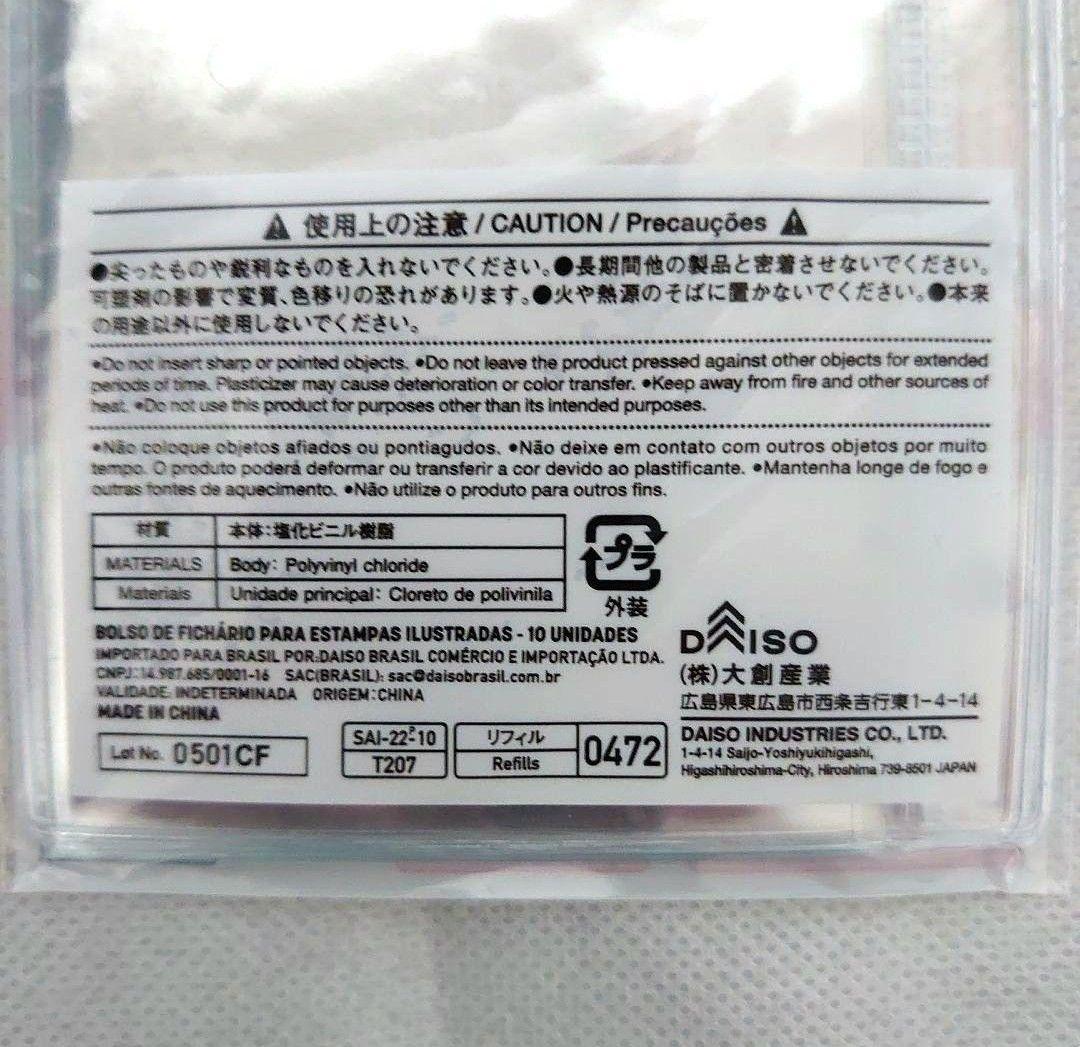 使用上の注意 / CAUTION / Precauções
●尖ったものや鋭利なものを入れないでください。●長期間他の製品と密着させないでください。
可塑剤の影響で変質、色移りの恐れがあります。●火や熱源のそばに置かないでください。●本来
の用途以外に使用しないでください。
●Do not insert sharp or pointed objects. ●Do not leave the product pressed against other objects for extended
periods of time. Plasticizer may cause deterioration or color transfer. ●Keep away from fire and other sources of
heat. ●Do not use this product for purposes other than its intended purposes.
●Não coloque objetos afiados ou pontiagudos. ●Não deixe em contato com outros objetos por muito
tempo. O produto poderá deformar ou transferir a cor devido ao plastificante. ●Mantenha longe de fogo e
outras fontes de aquecimento. ●Não utilize o produto para outros fins.
材質 本体:塩化ビニル樹脂
MATERIALS Body: Polyvinyl chloride
Materiais Unidade principal: Cloreto de polivinila
プラ
外装
BOLSO DE FICHÁRIO PARA ESTAMPAS ILUSTRADAS - 10 UNIDADES
IMPORTADO PARA BRASIL POR:DAISO BRASIL COMÉRCIO E IMPORTAÇÃO LTDA.
CNPJ:14.987.685/0001-16 SAC(BRASIL): sac@daisobrasil.com.br
VALIDADE: INDETERMINADA ORIGEM:CHINA
MADE IN CHINA
Lot No. 0501CF
SAI-22-10
T207
リフィル
Refills
0472
DAISO
(株)大創産業
広島県東広島市西条吉行東1-4-14
DAISO INDUSTRIES CO., LTD.
1-4-14 Saijo-Yoshiyukihigashi,
Higashihiroshima-City, Hiroshima 739-8501 JAPAN